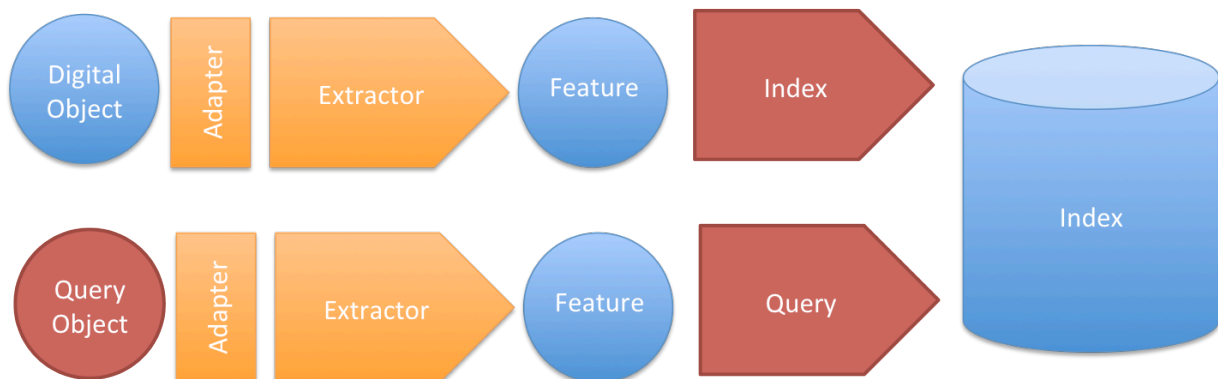 Digital
Object
Adapter
Extractor
Feature
Index
Index
Query
Object
Adapter
Extractor
Feature
Query